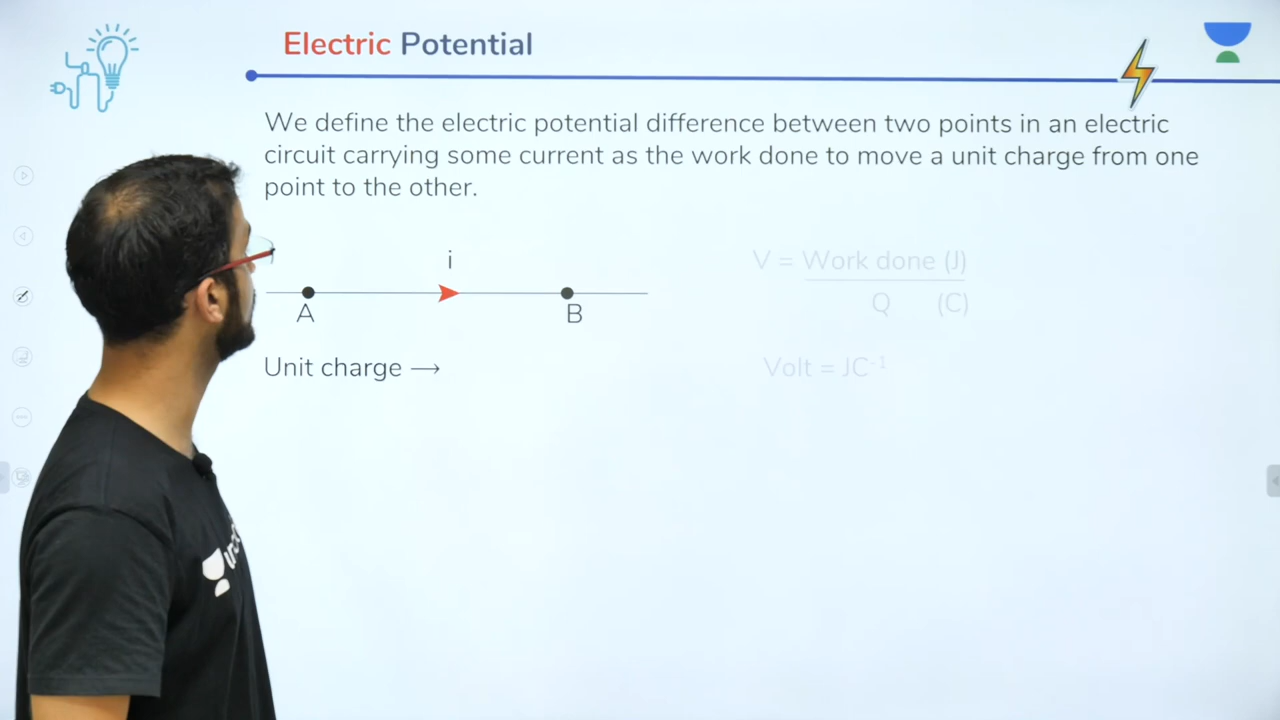 Electric Potential
We define the electric potential difference between two points in an electric
circuit carrying some current as the work done to move a unit charge from one
point to the other.
i
A
B
V = Work done (J)
Q (C)
Unit charge →
Volt = JC⁻¹